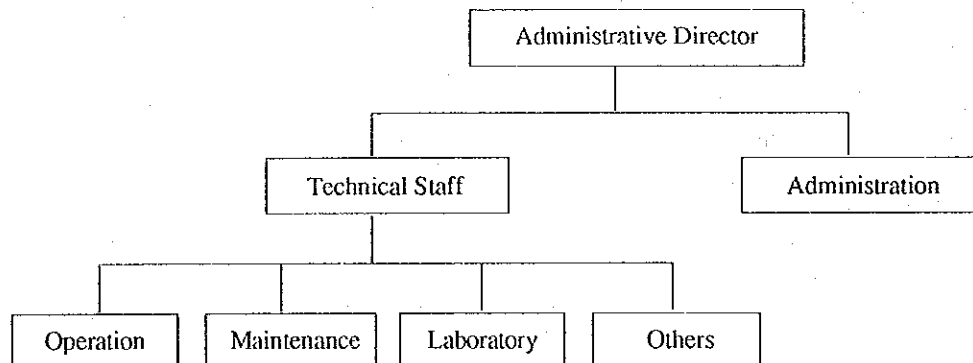 Administrative Director
Technical Staff
Administration
Operation
Maintenance
Laboratory
Others